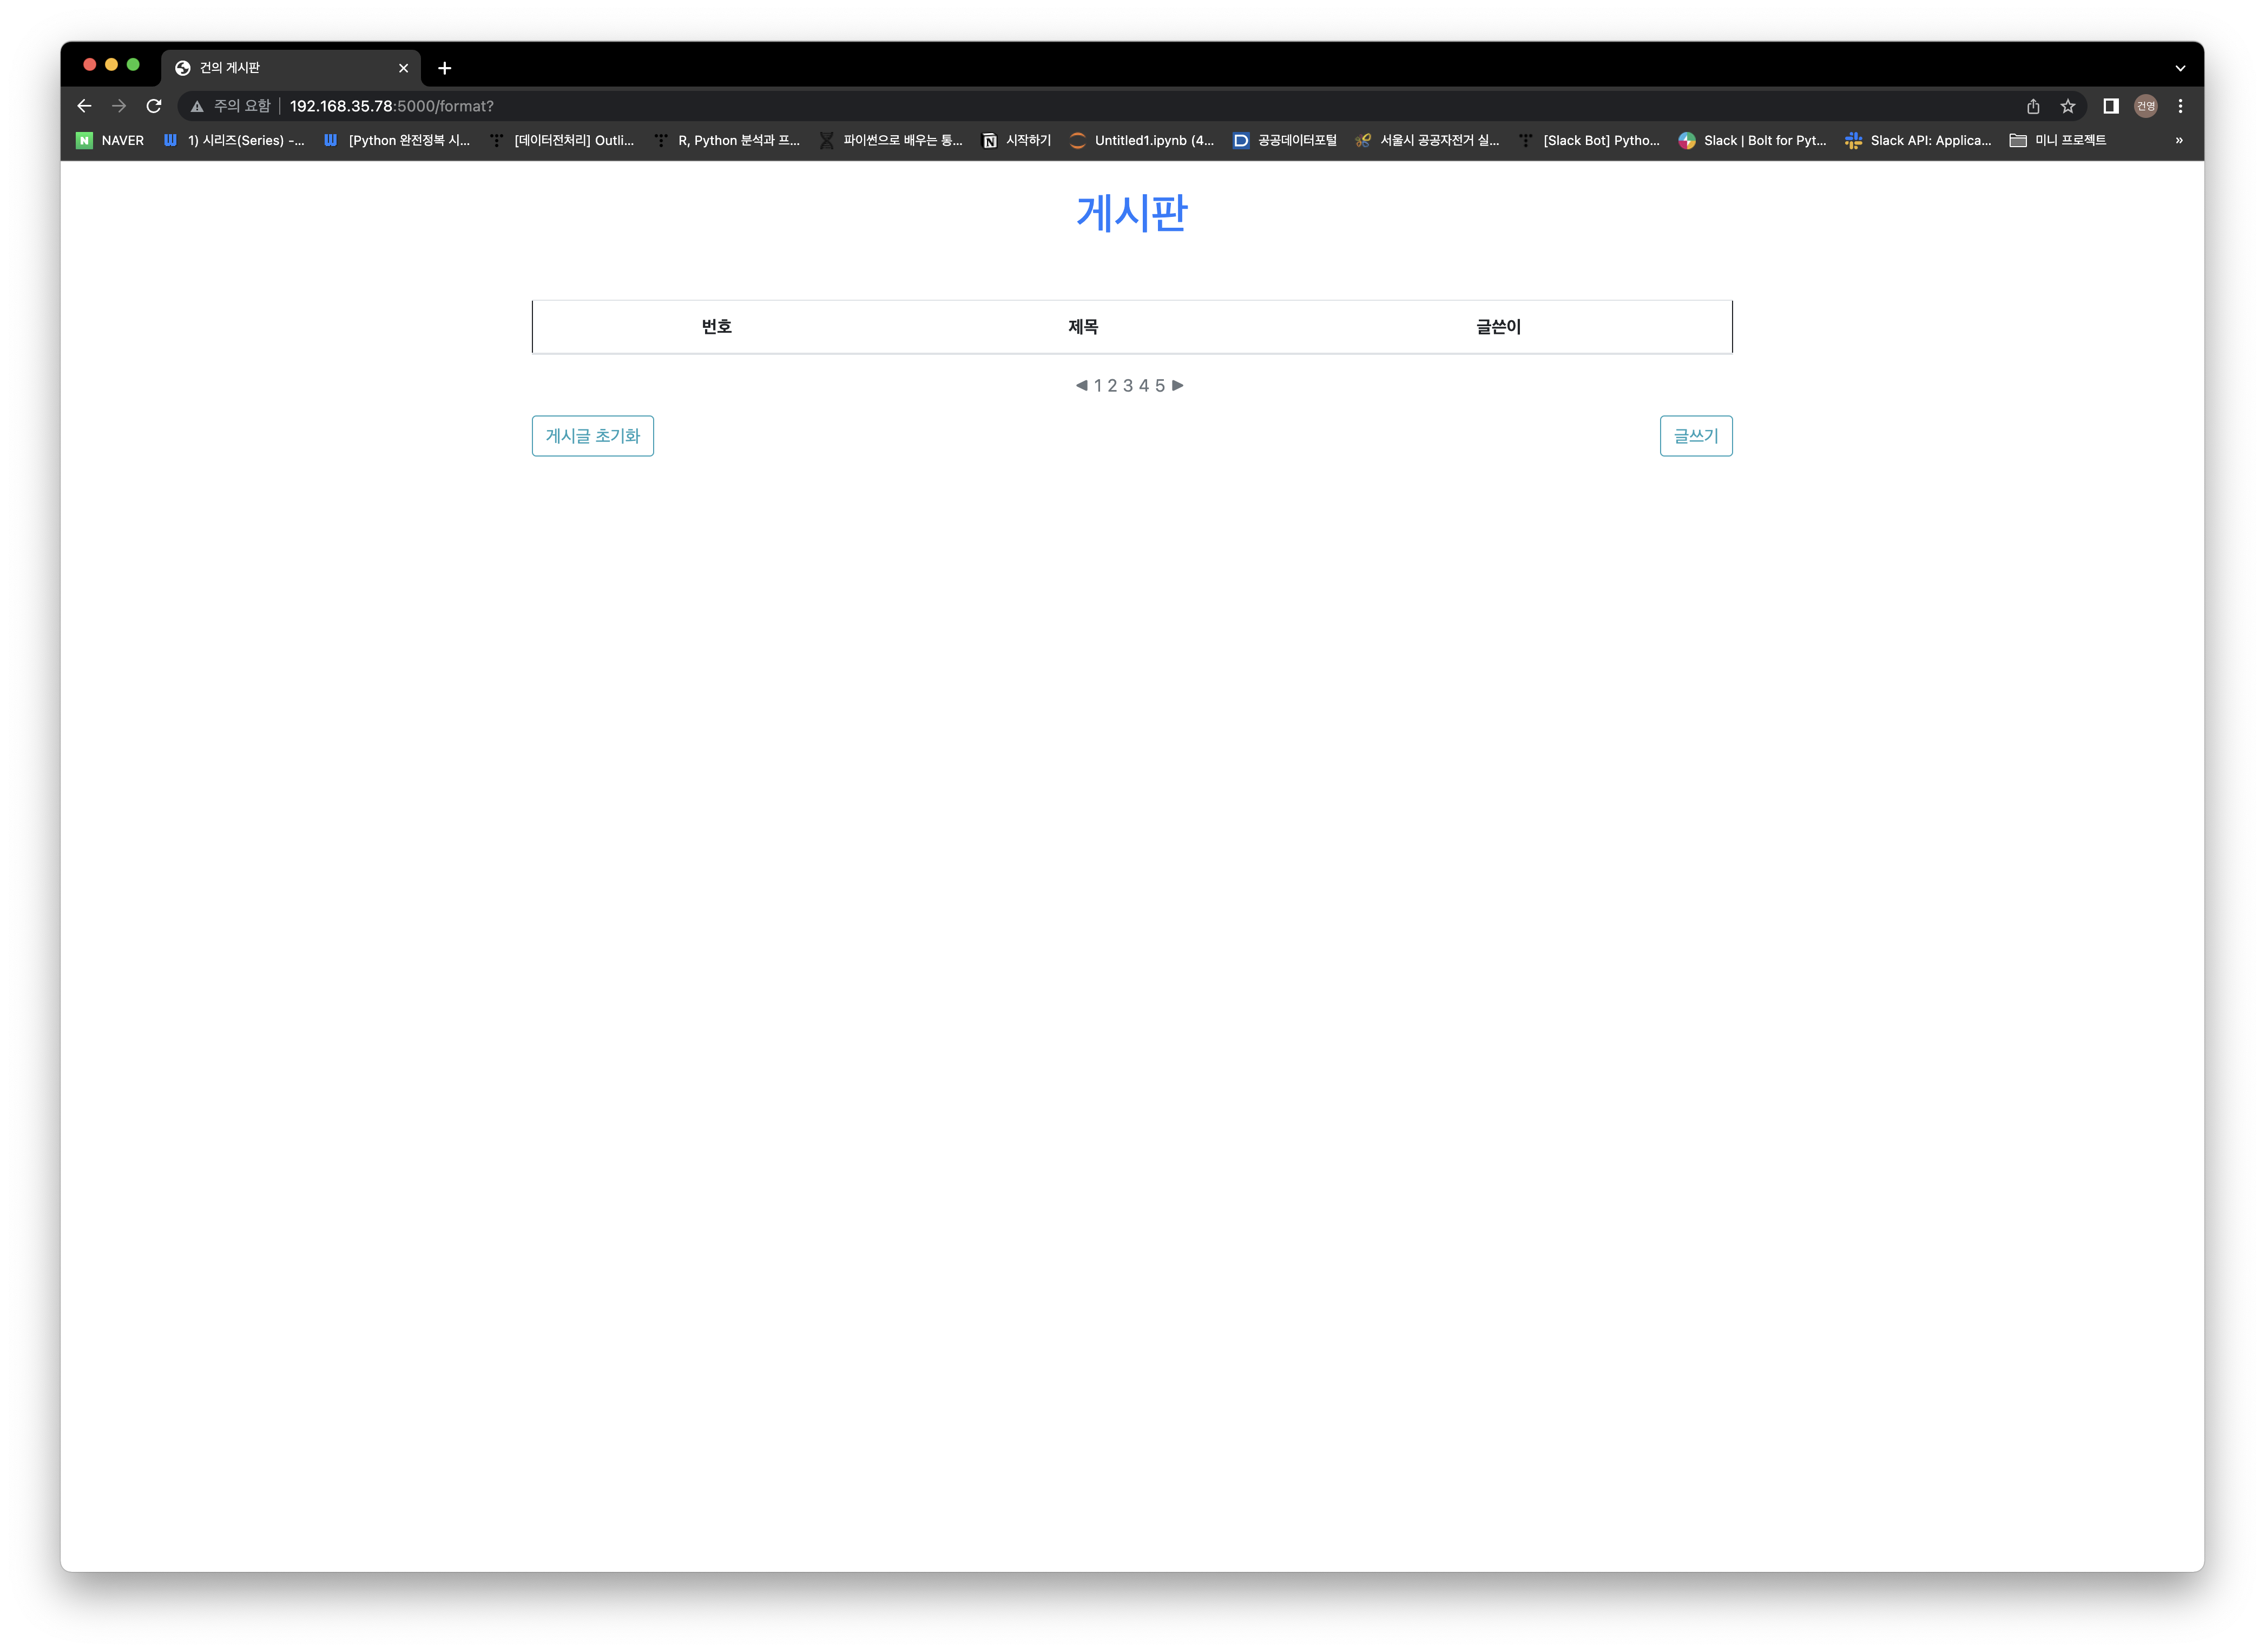 건의 게시판
주의 요함 192.168.35.78:5000/format?
건영
NAVER 1) 시리즈(Series) -... [Python 완전정복 시... [데이터전처리] Outli... R, Python 분석과 프... 파이썬으로 배우는 통... 시작하기 Untitled1.ipynb (4... 공공데이터포털 서울시 공공자전거 실... [Slack Bot] Pytho... Slack | Bolt for Pyt... Slack API: Applica... 미니 프로젝트 »
게시판
번호 제목 글쓴이
◀ 1 2 3 4 5 ▶
게시글 초기화 글쓰기